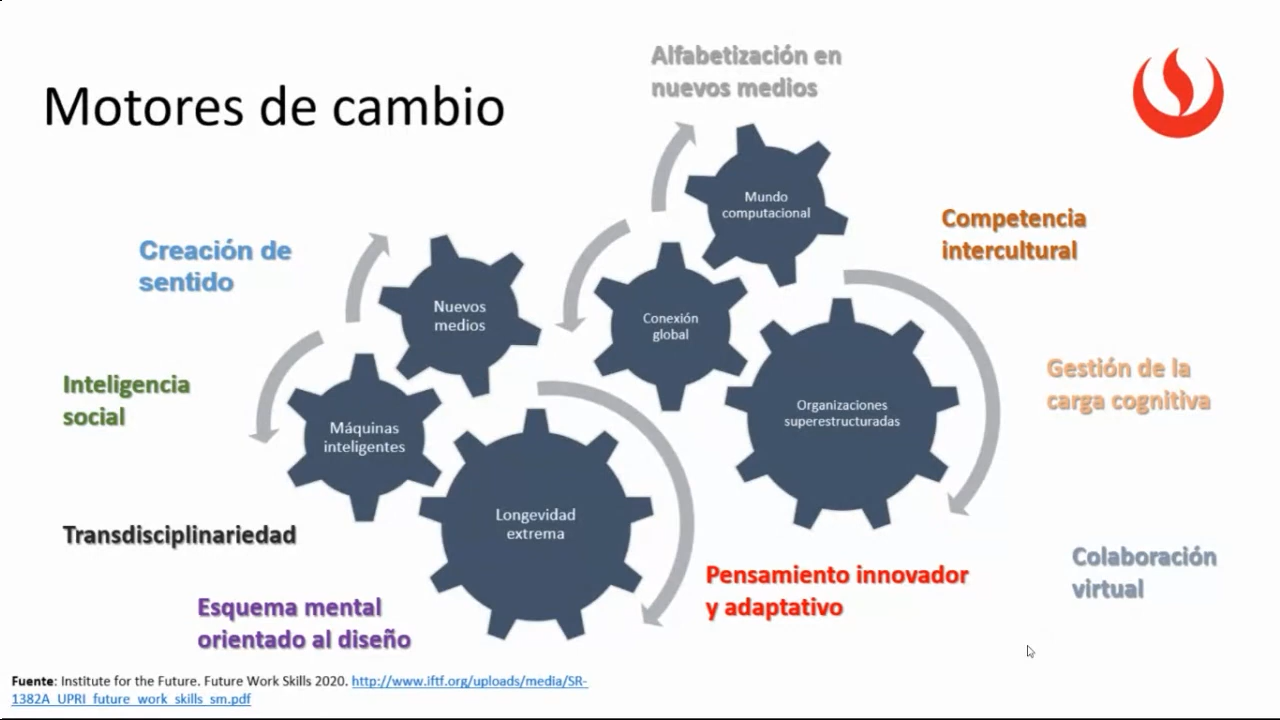 Motores de cambio
Alfabetización en
nuevos medios
Mundo
computacional
Competencia
intercultural
Creación de
sentido
Nuevos
medios
Conexión
global
Gestión de la
carga cognitiva
Inteligencia
social
Máquinas
inteligentes
Organizaciones
superestructuradas
Longevidad
extrema
Transdisciplinariedad
Colaboración
virtual
Pensamiento innovador
y adaptativo
Esquema mental
orientado al diseño
Fuente: Institute for the Future. Future Work Skills 2020. http://www.iftf.org/uploads/media/SR-
1382A_UPRI_future_work_skills_sm.pdf